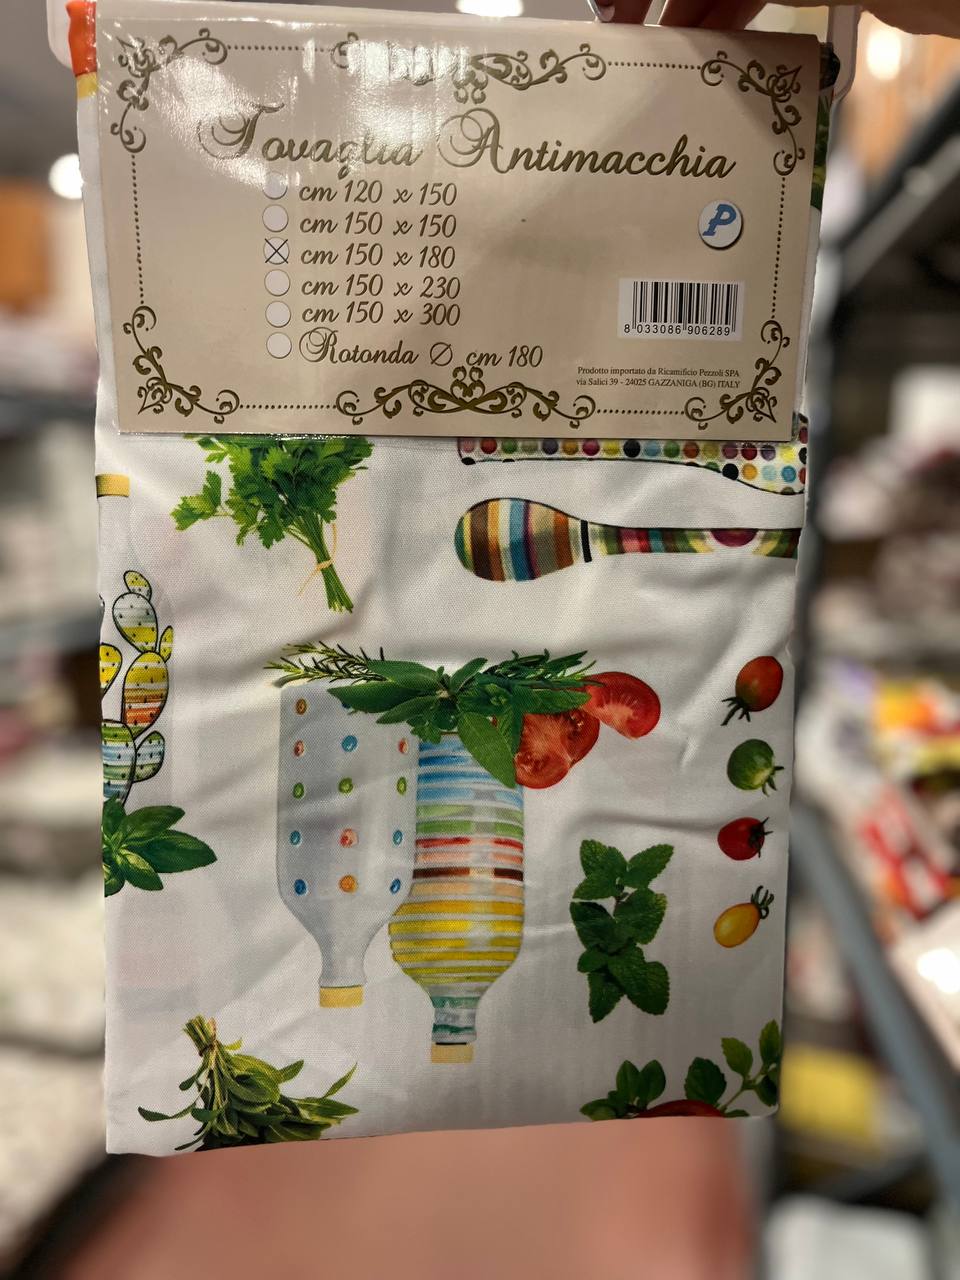 Tovaglia Antimacchia
cm 120 x 150
cm 150 x 150
cm 150 x 180
cm 150 x 230
cm 150 x 300
Rotonda Ø cm 180
P
8 033086 906289
Prodotto importato da Ricamificio Pezzoli SPA
via Salici 39 - 24025 GAZZANIGA (BG) ITALY